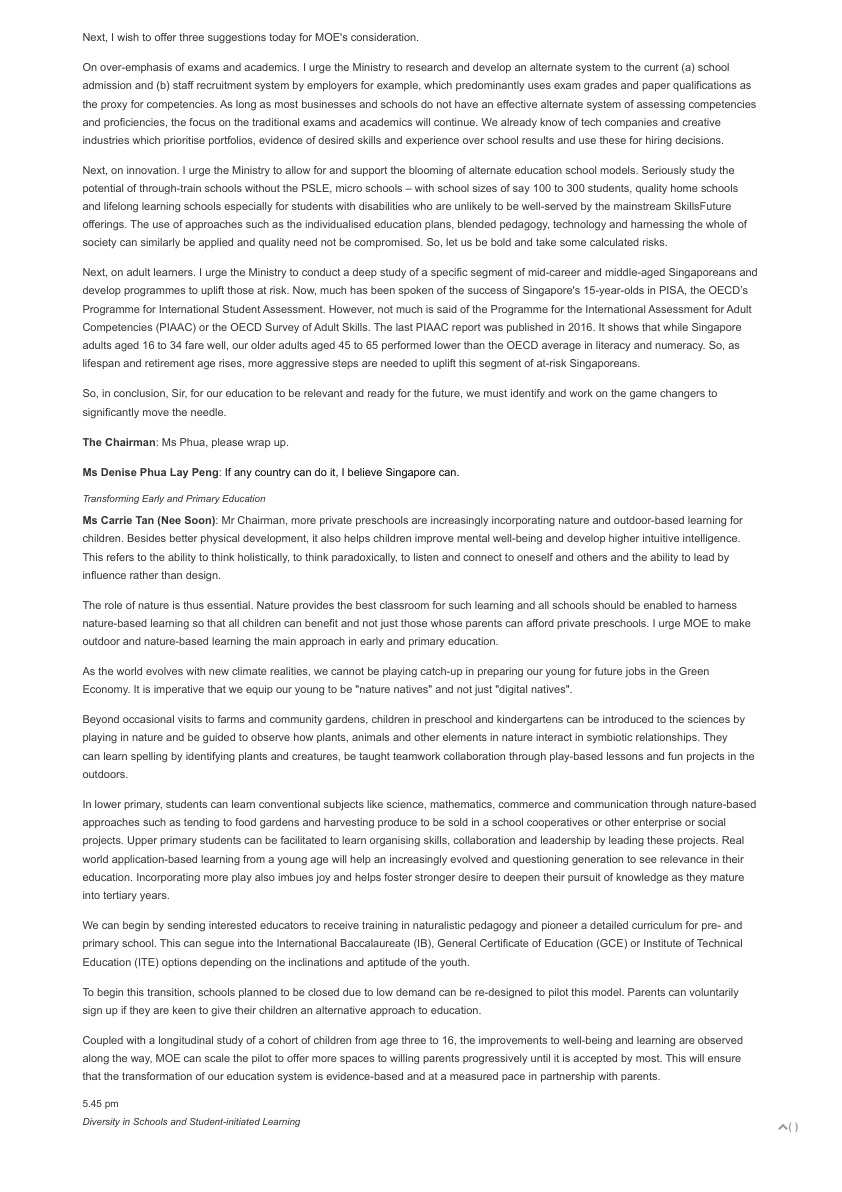 Next, I wish to offer three suggestions today for MOE's consideration.
On over-emphasis of exams and academics. I urge the Ministry to research and develop an alternate system to the current (a) school
admission and (b) staff recruitment system by employers for example, which predominantly uses exam grades and paper qualifications as
the proxy for competencies. As long as most businesses and schools do not have an effective alternate system of assessing competencies
and proficiencies, the focus on the traditional exams and academics will continue. We already know of tech companies and creative
industries which prioritise portfolios, evidence of desired skills and experience over school results and use these for hiring decisions.
Next, on innovation. I urge the Ministry to allow for and support the blooming of alternate education school models. Seriously study the
potential of through-train schools without the PSLE, micro schools – with school sizes of say 100 to 300 students, quality home schools
and lifelong learning schools especially for students with disabilities who are unlikely to be well-served by the mainstream SkillsFuture
offerings. The use of approaches such as the individualised education plans, blended pedagogy, technology and harnessing the whole of
society can similarly be applied and quality need not be compromised. So, let us be bold and take some calculated risks.
Next, on adult learners. I urge the Ministry to conduct a deep study of a specific segment of mid-career and middle-aged Singaporeans and
develop programmes to uplift those at risk. Now, much has been spoken of the success of Singapore's 15-year-olds in PISA, the OECD's
Programme for International Student Assessment. However, not much is said of the Programme for the International Assessment for Adult
Competencies (PIAAC) or the OECD Survey of Adult Skills. The last PIAAC report was published in 2016. It shows that while Singapore
adults aged 16 to 34 fare well, our older adults aged 45 to 65 performed lower than the OECD average in literacy and numeracy. So, as
lifespan and retirement age rises, more aggressive steps are needed to uplift this segment of at-risk Singaporeans.
So, in conclusion, Sir, for our education to be relevant and ready for the future, we must identify and work on the game changers to
significantly move the needle.
The Chairman: Ms Phua, please wrap up.
Ms Denise Phua Lay Peng: If any country can do it, I believe Singapore can.
Transforming Early and Primary Education
Ms Carrie Tan (Nee Soon): Mr Chairman, more private preschools are increasingly incorporating nature and outdoor-based learning for
children. Besides better physical development, it also helps children improve mental well-being and develop higher intuitive intelligence.
This refers to the ability to think holistically, to think paradoxically, to listen and connect to oneself and others and the ability to lead by
influence rather than design.
The role of nature is thus essential. Nature provides the best classroom for such learning and all schools should be enabled to harness
nature-based learning so that all children can benefit and not just those whose parents can afford private preschools. I urge MOE to make
outdoor and nature-based learning the main approach in early and primary education.
As the world evolves with new climate realities, we cannot be playing catch-up in preparing our young for future jobs in the Green
Economy. It is imperative that we equip our young to be "nature natives" and not just "digital natives".
Beyond occasional visits to farms and community gardens, children in preschool and kindergartens can be introduced to the sciences by
playing in nature and be guided to observe how plants, animals and other elements in nature interact in symbiotic relationships. They
can learn spelling by identifying plants and creatures, be taught teamwork collaboration through play-based lessons and fun projects in the
outdoors.
In lower primary, students can learn conventional subjects like science, mathematics, commerce and communication through nature-based
approaches such as tending to food gardens and harvesting produce to be sold in a school cooperatives or other enterprise or social
projects. Upper primary students can be facilitated to learn organising skills, collaboration and leadership by leading these projects. Real
world application-based learning from a young age will help an increasingly evolved and questioning generation to see relevance in their
education. Incorporating more play also imbues joy and helps foster stronger desire to deepen their pursuit of knowledge as they mature
into tertiary years.
We can begin by sending interested educators to receive training in naturalistic pedagogy and pioneer a detailed curriculum for pre- and
primary school. This can segue into the International Baccalaureate (IB), General Certificate of Education (GCE) or Institute of Technical
Education (ITE) options depending on the inclinations and aptitude of the youth.
To begin this transition, schools planned to be closed due to low demand can be re-designed to pilot this model. Parents can voluntarily
sign up if they are keen to give their children an alternative approach to education.
Coupled with a longitudinal study of a cohort of children from age three to 16, the improvements to well-being and learning are observed
along the way, MOE can scale the pilot to offer more spaces to willing parents progressively until it is accepted by most. This will ensure
that the transformation of our education system is evidence-based and at a measured pace in partnership with parents.
5.45 pm
Diversity in Schools and Student-initiated Learning
( )